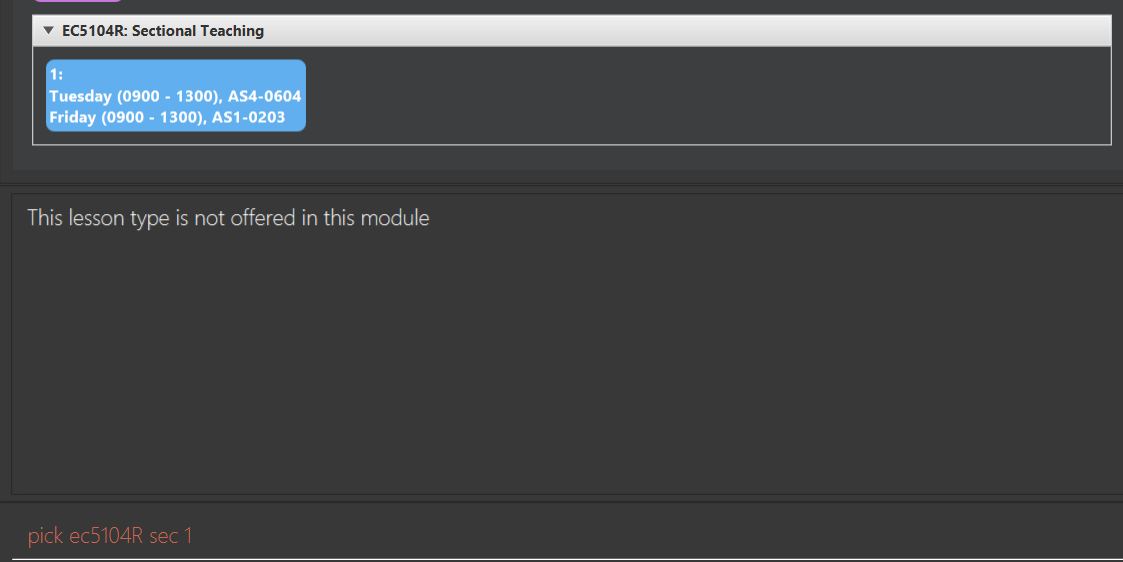 EC5104R: Sectional Teaching
1:
Tuesday (0900 - 1300), AS4-0604
Friday (0900 - 1300), AS1-0203
This lesson type is not offered in this module
pick ec5104R sec 1